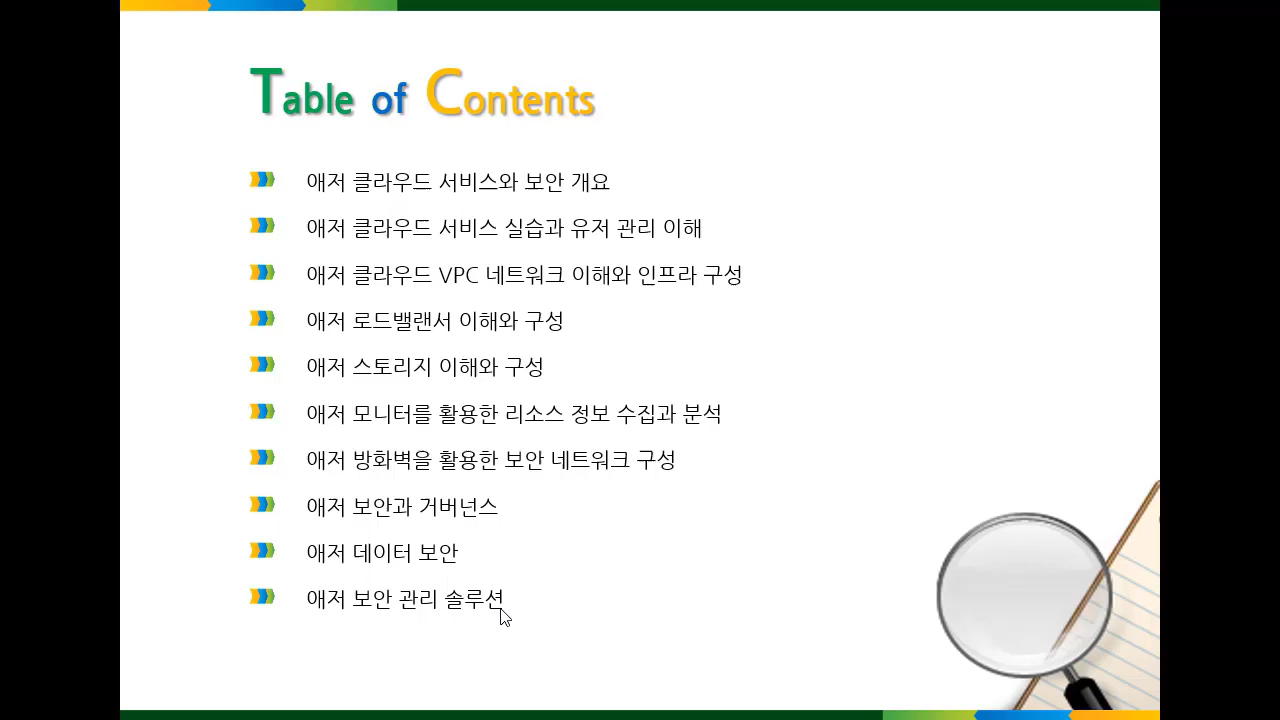 Table of Contents
애저 클라우드 서비스와 보안 개요
애저 클라우드 서비스 실습과 유저 관리 이해
애저 클라우드 VPC 네트워크 이해와 인프라 구성
애저 로드밸랜서 이해와 구성
애저 스토리지 이해와 구성
애저 모니터를 활용한 리소스 정보 수집과 분석
애저 방화벽을 활용한 보안 네트워크 구성
애저 보안과 거버넌스
애저 데이터 보안
애저 보안 관리 솔루션